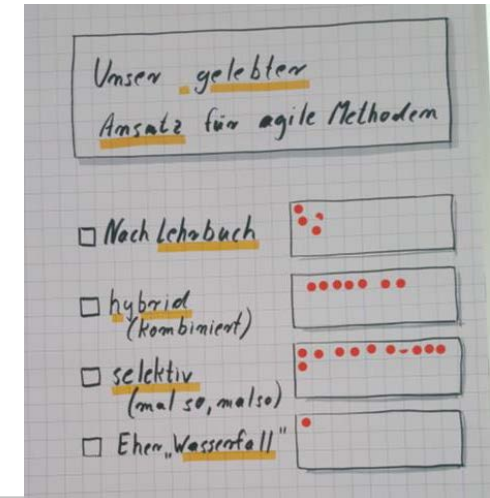 Unser gelebter
Ansatz für agile Methoden
Nach Lehrbuch
hybrid
(kombiniert)
selektiv
(mal so, mal so)
Eher „Wasserfall"